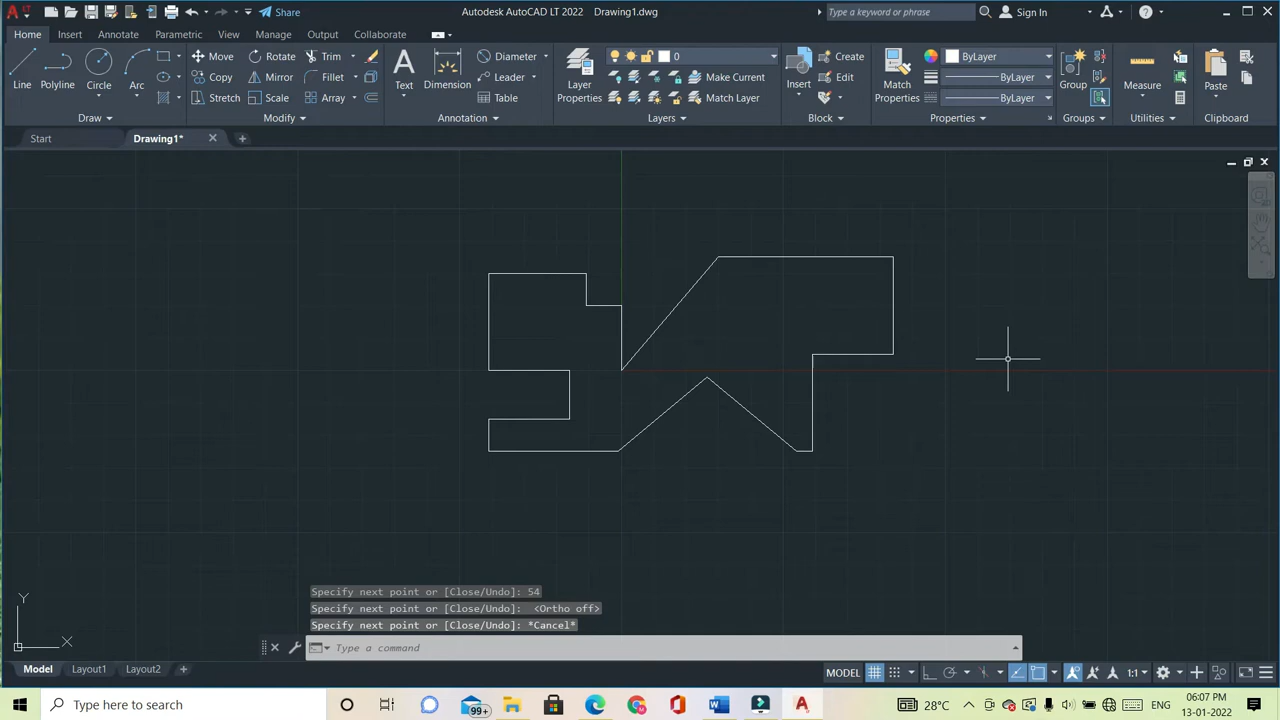 Share
Autodesk AutoCAD LT 2022 Drawing1.dwg
Type a keyword or phrase
Sign In
Home Insert Annotate Parametric View Manage Output Collaborate
Line
Polyline
Circle
Arc
Draw
Move
Rotate
Trim
Copy
Mirror
Fillet
Stretch
Scale
Array
Modify
Text
Dimension
Diameter
Leader
Table
Annotation
Layer
Properties
0
Make Current
Match Layer
Layers
Insert
Create
Edit
Block
Match
Properties
ByLayer
ByLayer
ByLayer
Properties
Group
Groups
Measure
Utilities
Paste
Clipboard
Start
Drawing1*
Specify next point or [Close/Undo]: 54
Specify next point or [Close/Undo]: <Ortho off>
Specify next point or [Close/Undo]: *Cancel*
Type a command
Y
X
Model Layout1 Layout2
MODEL
1:1
Type here to search
99+
28°C
ENG
06:07 PM
13-01-2022